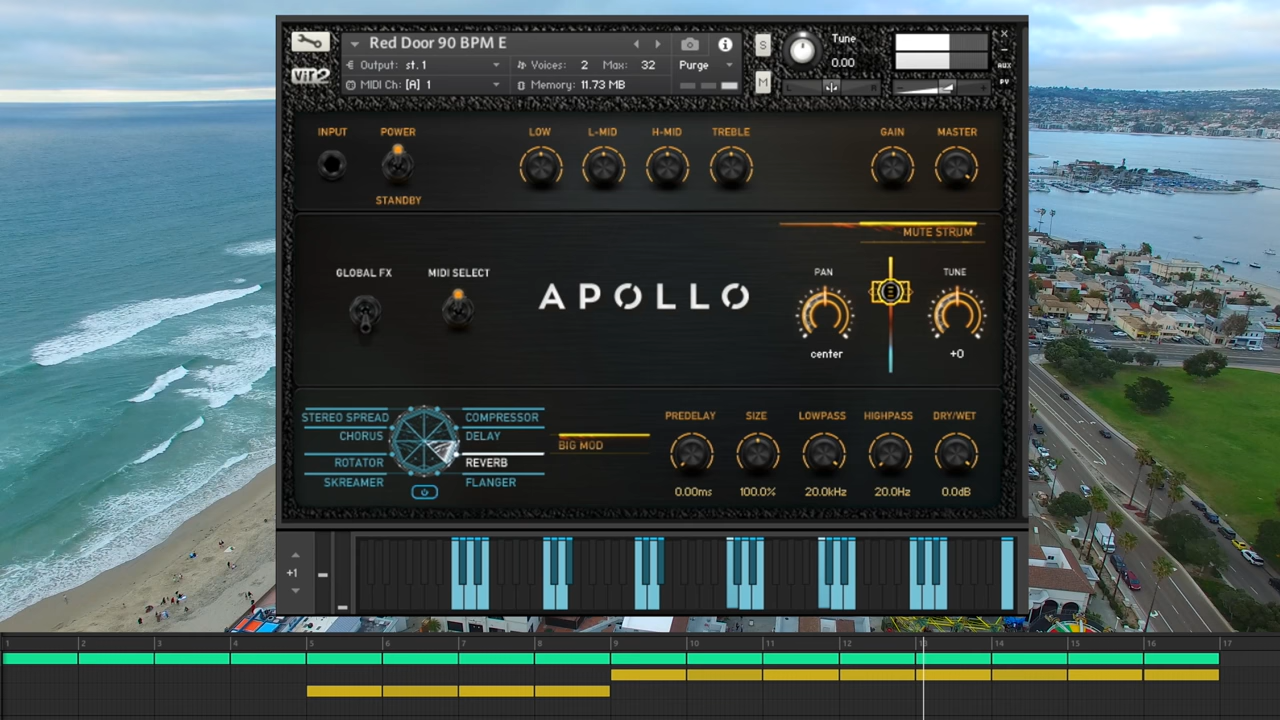 Red Door 90 BPM E
Output: st. 1
Voices: 2 Max: 32
Purge
MIDI Ch: [A] 1
Memory: 11.73 MB
S
M
Tune
0.00
L
R
AUX
PV
Vir2
INPUT
POWER
STANDBY
LOW
L-MID
H-MID
TREBLE
GAIN
MASTER
MUTE STRUM
GLOBAL FX
MIDI SELECT
APOLLO
PAN
center
TUNE
+0
STEREO SPREAD
CHORUS
ROTATOR
SKREAMER
COMPRESSOR
DELAY
REVERB
FLANGER
BIG MOD
PREDELAY
SIZE
LOWPASS
HIGHPASS
DRY/WET
0.00ms
100.0%
20.0kHz
20.0Hz
0.0dB
+1
1 2 3 4 5 6 7 8 9 10 11 12 13 14 15 16 17